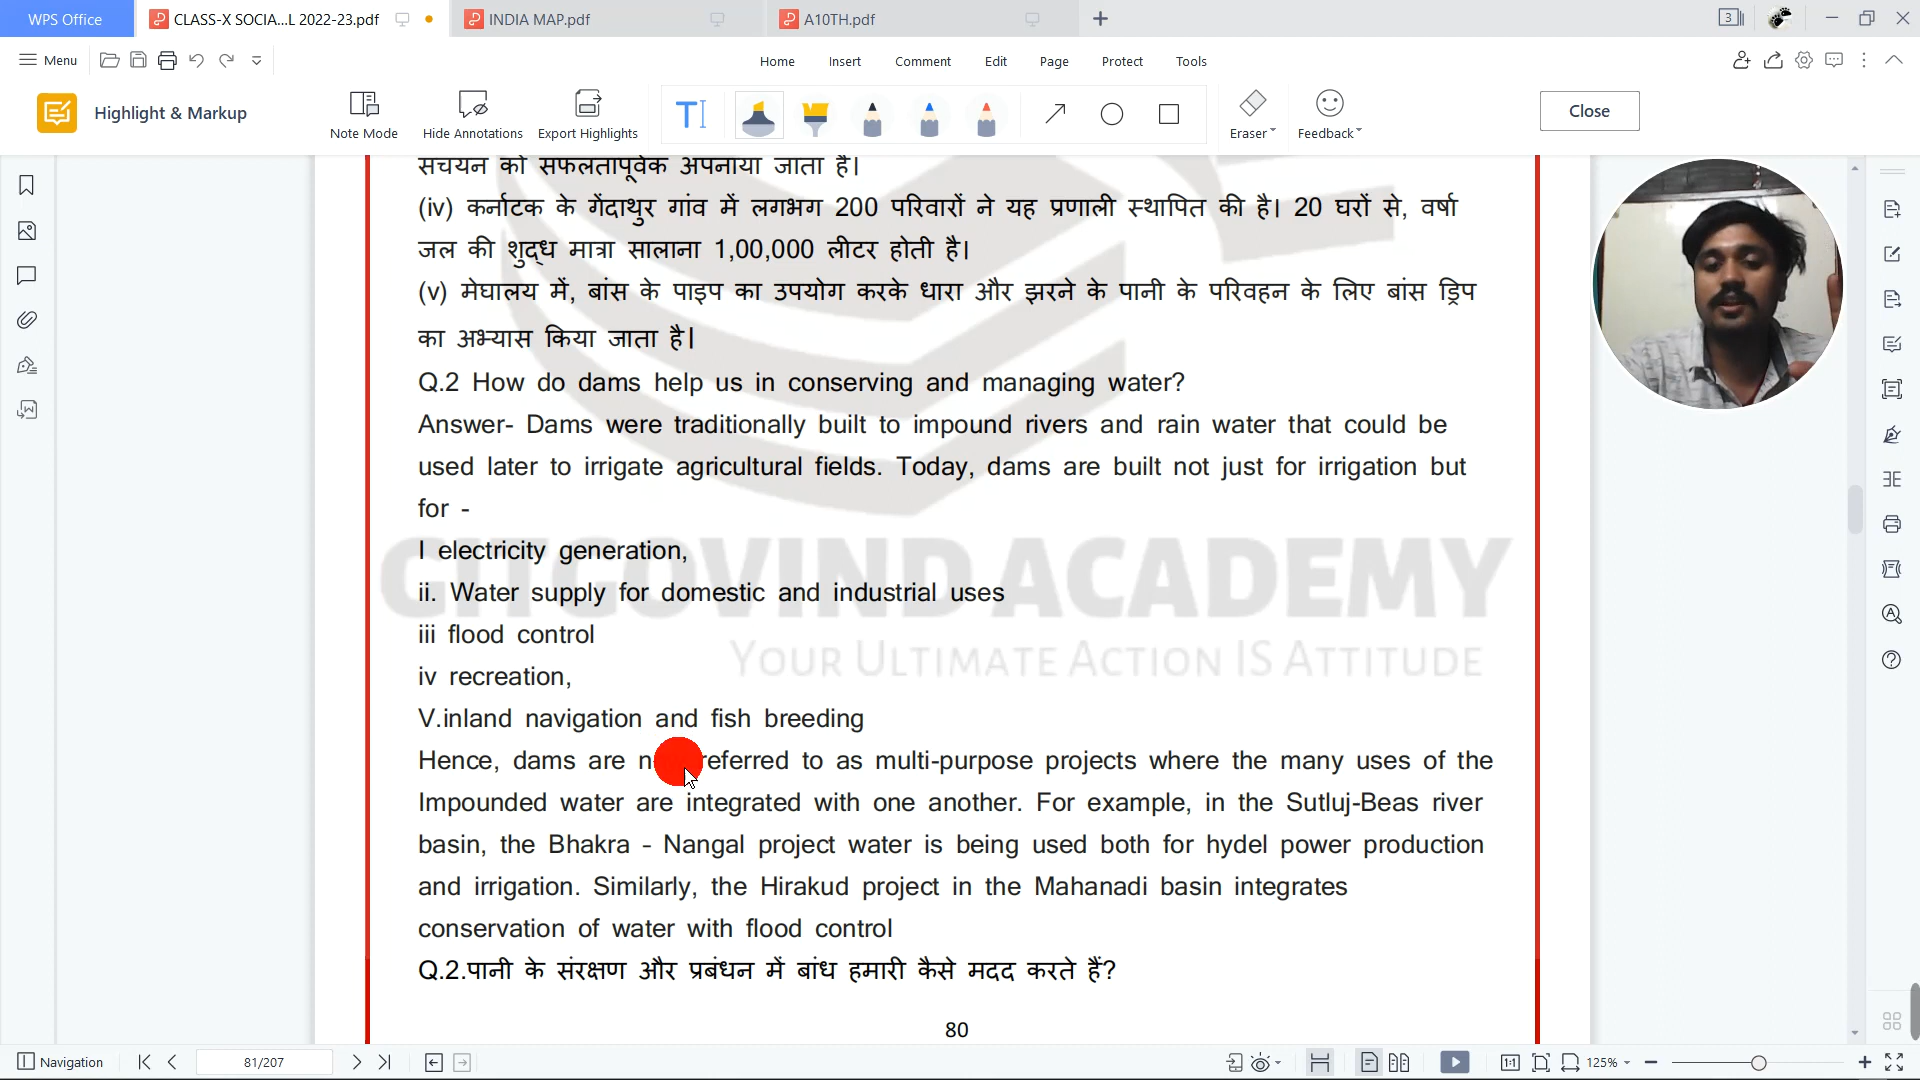 WPS Office
CLASS-X SOCIA...L 2022-23.pdf
INDIA MAP.pdf
A10TH.pdf
3
Menu
Home Insert Comment Edit Page Protect Tools
Highlight & Markup
Note Mode
Hide Annotations
Export Highlights
Eraser
Feedback
Close
संचयन को सफलतापूर्वक अपनाया जाता है।
(iv) कर्नाटक के गेंदाथुर गांव में लगभग 200 परिवारों ने यह प्रणाली स्थापित की है। 20 घरों से, वर्षा
जल की शुद्ध मात्रा सालाना 1,00,000 लीटर होती है।
(v) मेघालय में, बांस के पाइप का उपयोग करके धारा और झरने के पानी के परिवहन के लिए बांस ड्रिप
का अभ्यास किया जाता है।
Q.2 How do dams help us in conserving and managing water?
Answer- Dams were traditionally built to impound rivers and rain water that could be
used later to irrigate agricultural fields. Today, dams are built not just for irrigation but
for -
I electricity generation,
ii. Water supply for domestic and industrial uses
iii flood control
iv recreation,
V.inland navigation and fish breeding
Hence, dams are referred to as multi-purpose projects where the many uses of the
Impounded water are integrated with one another. For example, in the Sutluj-Beas river
basin, the Bhakra - Nangal project water is being used both for hydel power production
and irrigation. Similarly, the Hirakud project in the Mahanadi basin integrates
conservation of water with flood control
Q.2.पानी के संरक्षण और प्रबंधन में बांध हमारी कैसे मदद करते हैं?
80
GITGOVIND ACADEMY
YOUR ULTIMATE ACTION IS ATTITUDE
Navigation
81/207
125%